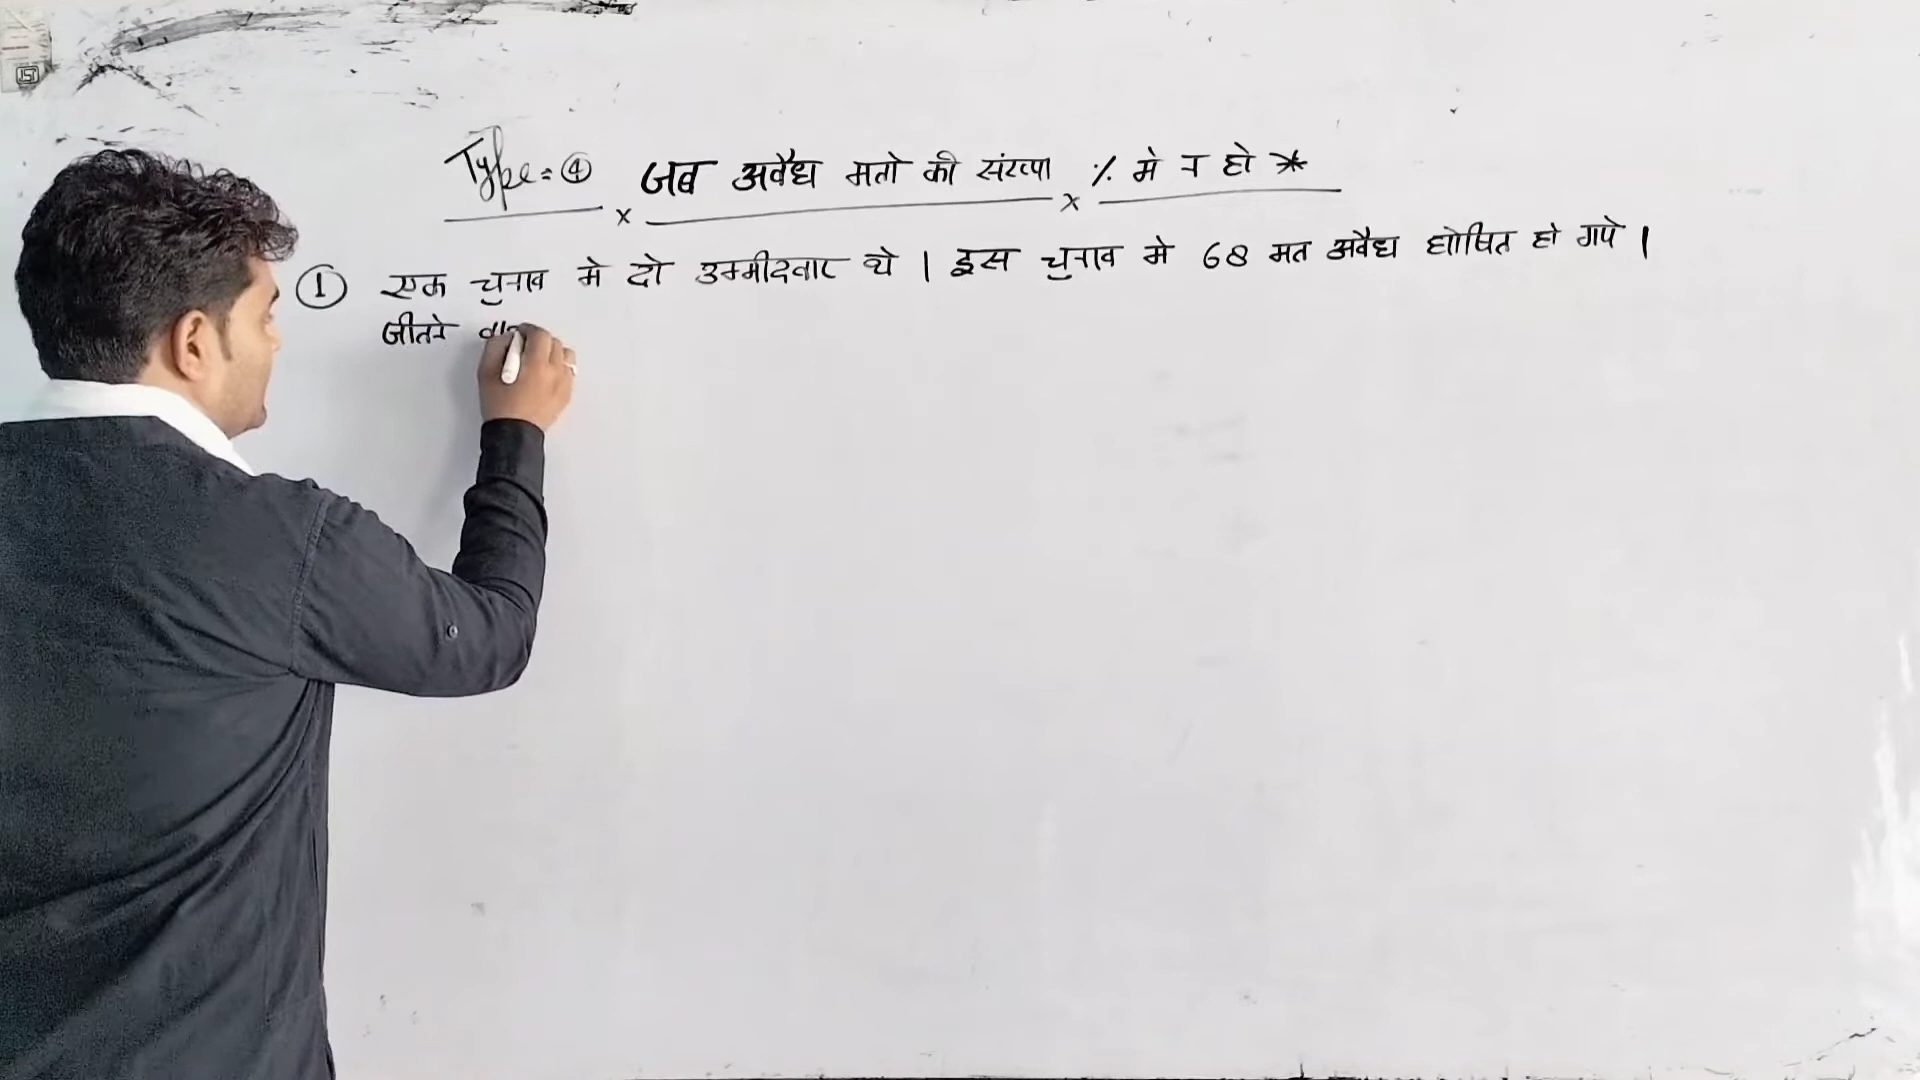 Type = ④ जब अवैध मतो की संख्या % मे न हो *
① एक चुनाव मे दो उम्मीदवार थे । इस चुनाव मे 68 मत अवैध घोषित हो गये ।
जीतने